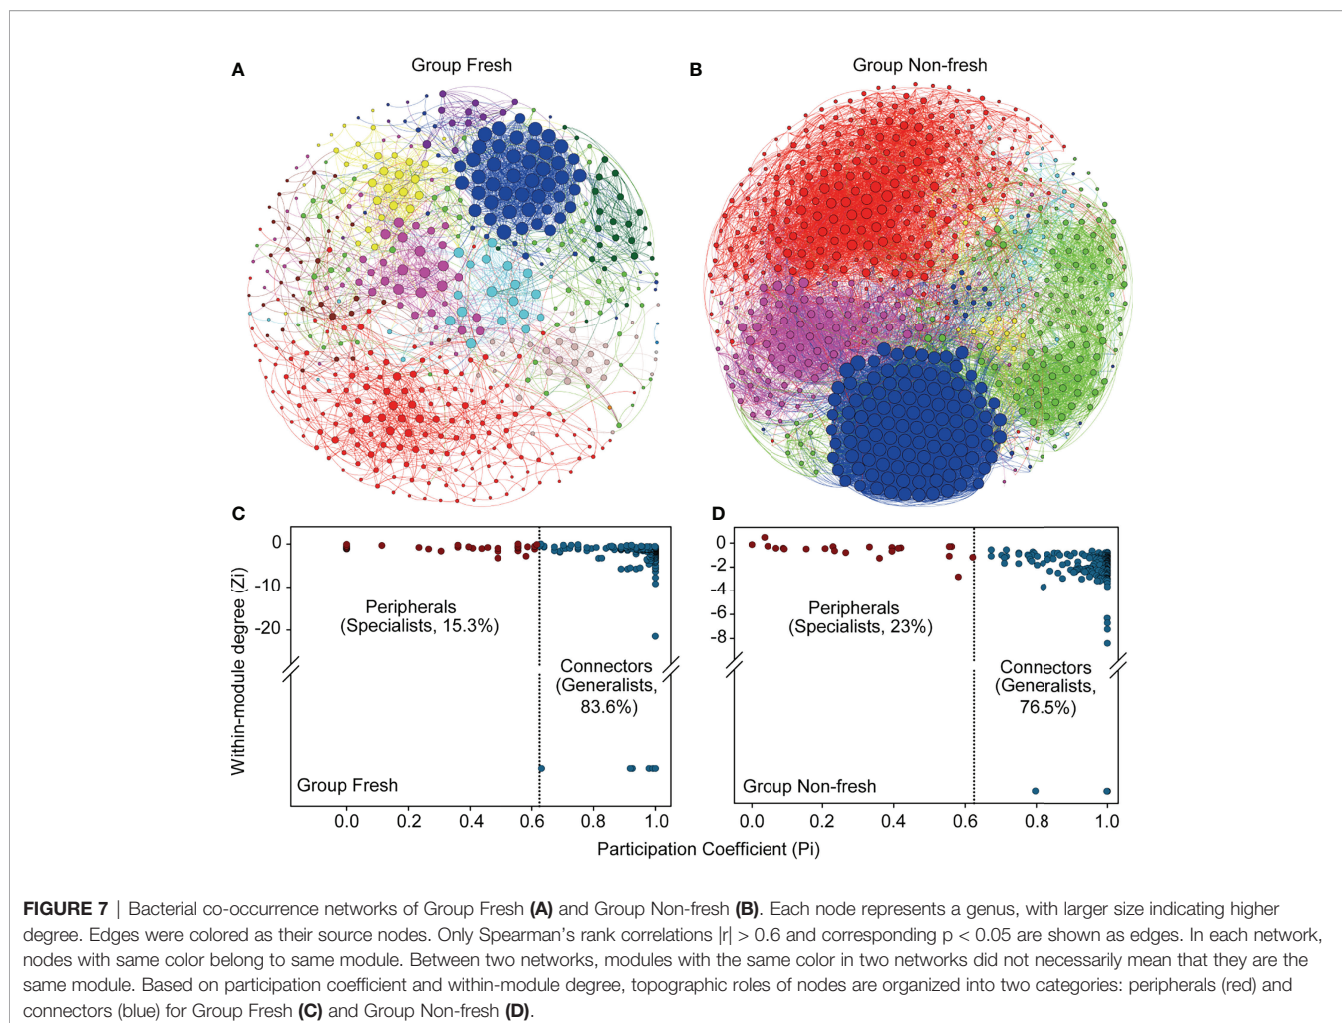 A
Group Fresh
B
Group Non-fresh
C
D
0
-10
-20
Within-module degree (Zi)
Peripherals
(Specialists, 15.3%)
Connectors
(Generalists,
83.6%)
Group Fresh
0.0 0.2 0.4 0.6 0.8 1.0
0
-2
-4
-6
-8
Peripherals
(Specialists, 23%)
Connectors
(Generalists,
76.5%)
Group Non-fresh
0.0 0.2 0.4 0.6 0.8 1.0
Participation Coefficient (Pi)
FIGURE 7 | Bacterial co-occurrence networks of Group Fresh (A) and Group Non-fresh (B). Each node represents a genus, with larger size indicating higher
degree. Edges were colored as their source nodes. Only Spearman's rank correlations |r| > 0.6 and corresponding p < 0.05 are shown as edges. In each network,
nodes with same color belong to same module. Between two networks, modules with the same color in two networks did not necessarily mean that they are the
same module. Based on participation coefficient and within-module degree, topographic roles of nodes are organized into two categories: peripherals (red) and
connectors (blue) for Group Fresh (C) and Group Non-fresh (D).